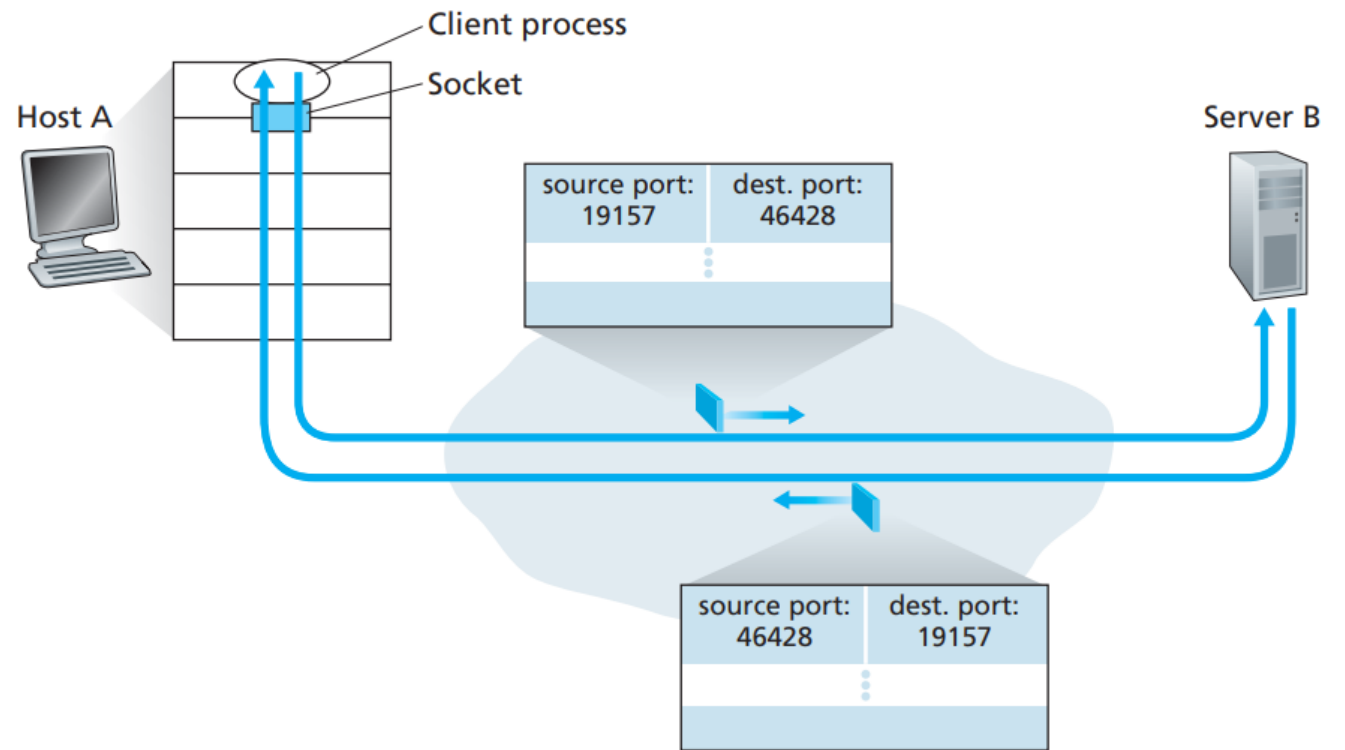 Client process
Socket
Host A
Server B
source port:
19157
dest. port:
46428
source port:
46428
dest. port:
19157